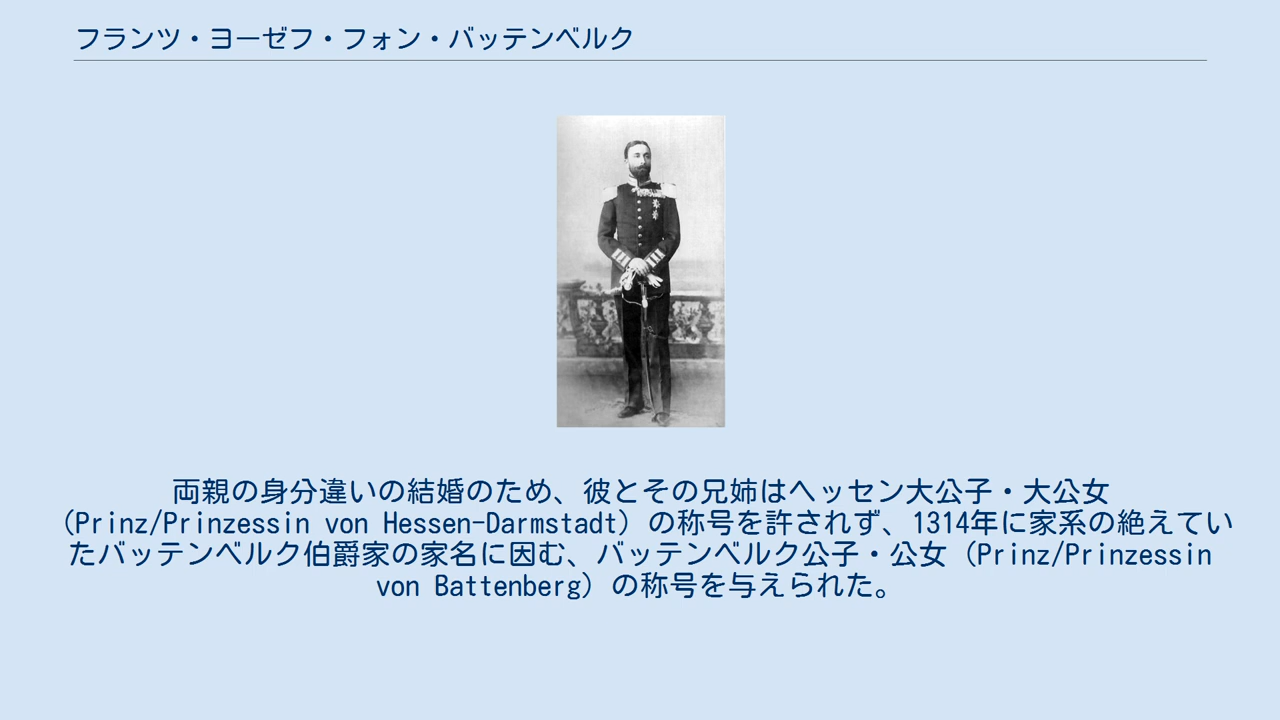 フランツ・ヨーゼフ・フォン・バッテンベルク
両親の身分違いの結婚のため、彼とその兄姉はヘッセン大公子・大公女
（Prinz/Prinzessin von Hessen-Darmstadt）の称号を許されず、1314年に家系の絶えてい
たバッテンベルク伯爵家の家名に因む、バッテンベルク公子・公女（Prinz/Prinzessin
von Battenberg）の称号を与えられた。